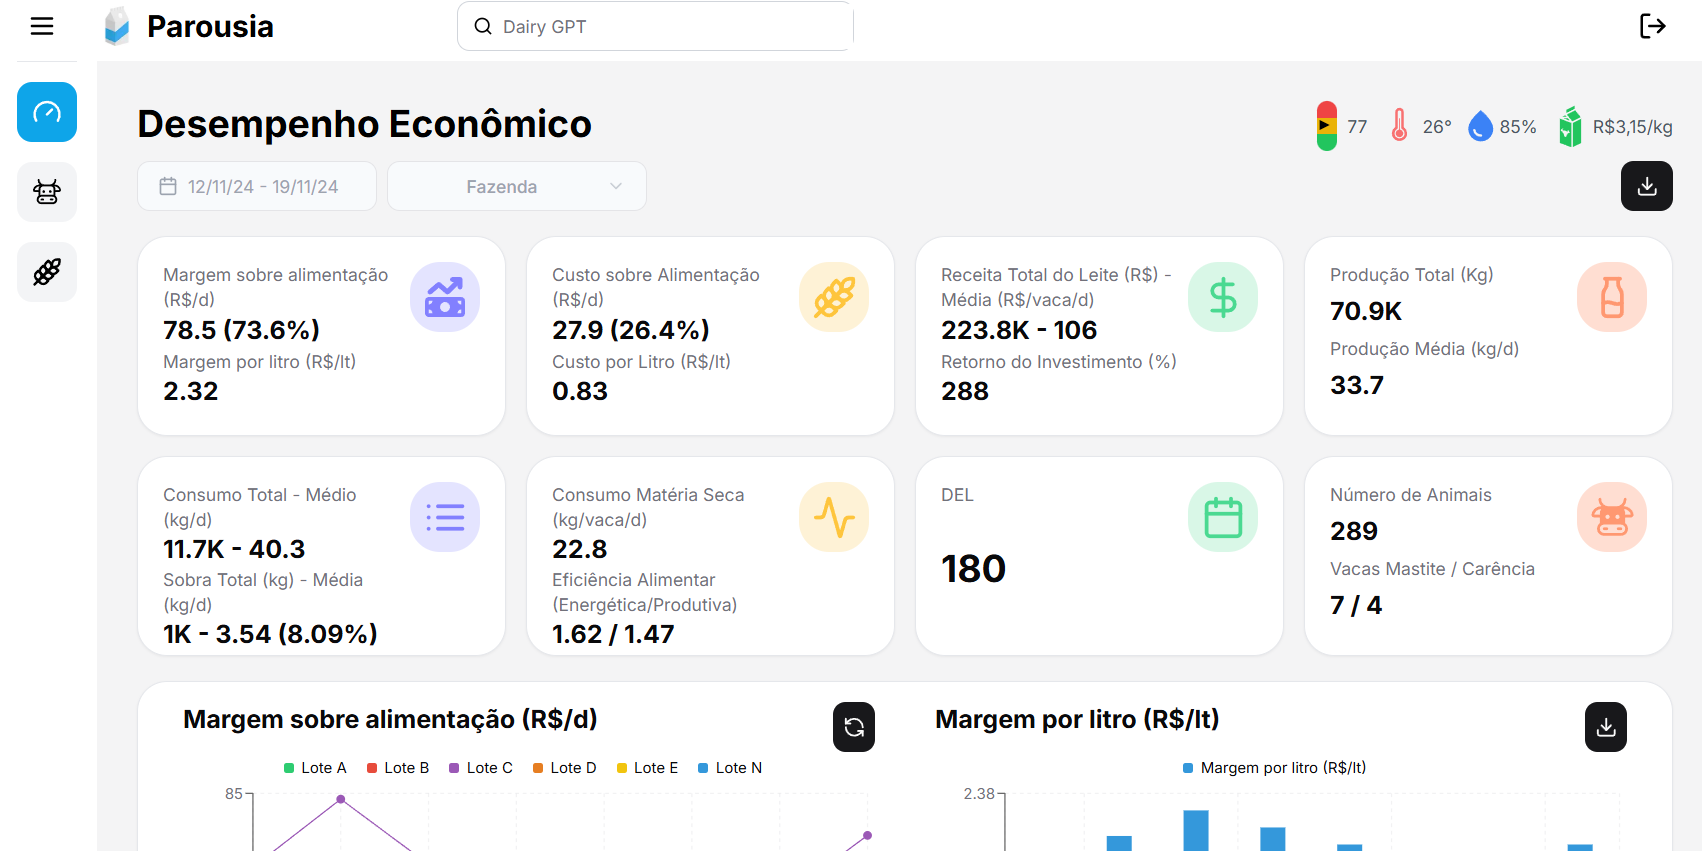 Parousia
Dairy GPT
Desempenho Econômico
77
26°
85%
R$3,15/kg
12/11/24 - 19/11/24
Fazenda
Margem sobre alimentação
(R$/d)
78.5 (73.6%)
Margem por litro (R$/lt)
2.32
Custo sobre Alimentação
(R$/d)
27.9 (26.4%)
Custo por Litro (R$/lt)
0.83
Receita Total do Leite (R$) -
Média (R$/vaca/d)
223.8K - 106
Retorno do Investimento (%)
288
Produção Total (Kg)
70.9K
Produção Média (kg/d)
33.7
Consumo Total - Médio
(kg/d)
11.7K - 40.3
Sobra Total (kg) - Média
(kg/d)
1K - 3.54 (8.09%)
Consumo Matéria Seca
(kg/vaca/d)
22.8
Eficiência Alimentar
(Energética/Produtiva)
1.62 / 1.47
DEL
180
Número de Animais
289
Vacas Mastite / Carência
7 / 4
Margem sobre alimentação (R$/d)
Lote A Lote B Lote C Lote D Lote E Lote N
85
Margem por litro (R$/lt)
Margem por litro (R$/lt)
2.38